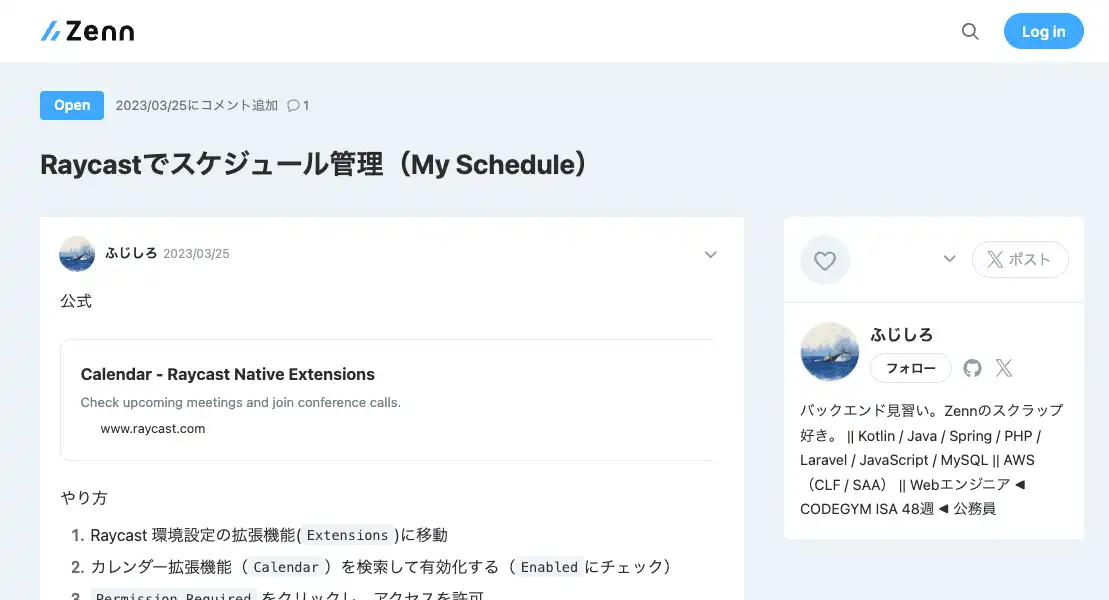 Zenn
Log in
Open 2023/03/25にコメント追加 1
Raycastでスケジュール管理（My Schedule）
ふじしろ 2023/03/25
公式
Calendar - Raycast Native Extensions
Check upcoming meetings and join conference calls.
www.raycast.com
やり方
1. Raycast 環境設定の拡張機能( Extensions )に移動
2. カレンダー拡張機能（ Calendar ）を検索して有効化する（ Enabled にチェック）
3. Permission Required をクリックし、アクセスを許可
ポスト
ふじしろ
フォロー
バックエンド見習い。Zennのスクラップ
好き。 || Kotlin / Java / Spring / PHP /
Laravel / JavaScript / MySQL || AWS
（CLF / SAA） || Webエンジニア ◀
CODEGYM ISA 48週 ◀ 公務員